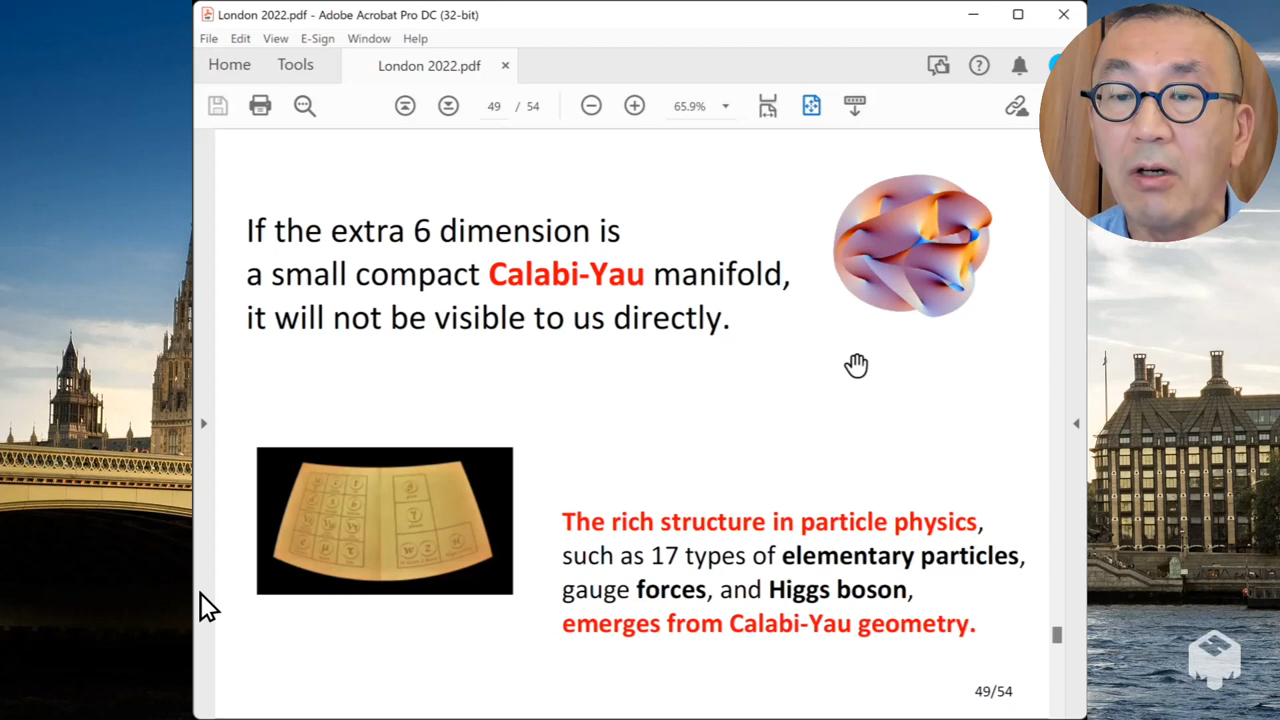 London 2022.pdf - Adobe Acrobat Pro DC (32-bit)
File Edit View E-Sign Window Help
Home Tools London 2022.pdf ×
49 / 54 65.9%
If the extra 6 dimension is
a small compact Calabi-Yau manifold,
it will not be visible to us directly.
The rich structure in particle physics,
such as 17 types of elementary particles,
gauge forces, and Higgs boson,
emerges from Calabi-Yau geometry.
49/54